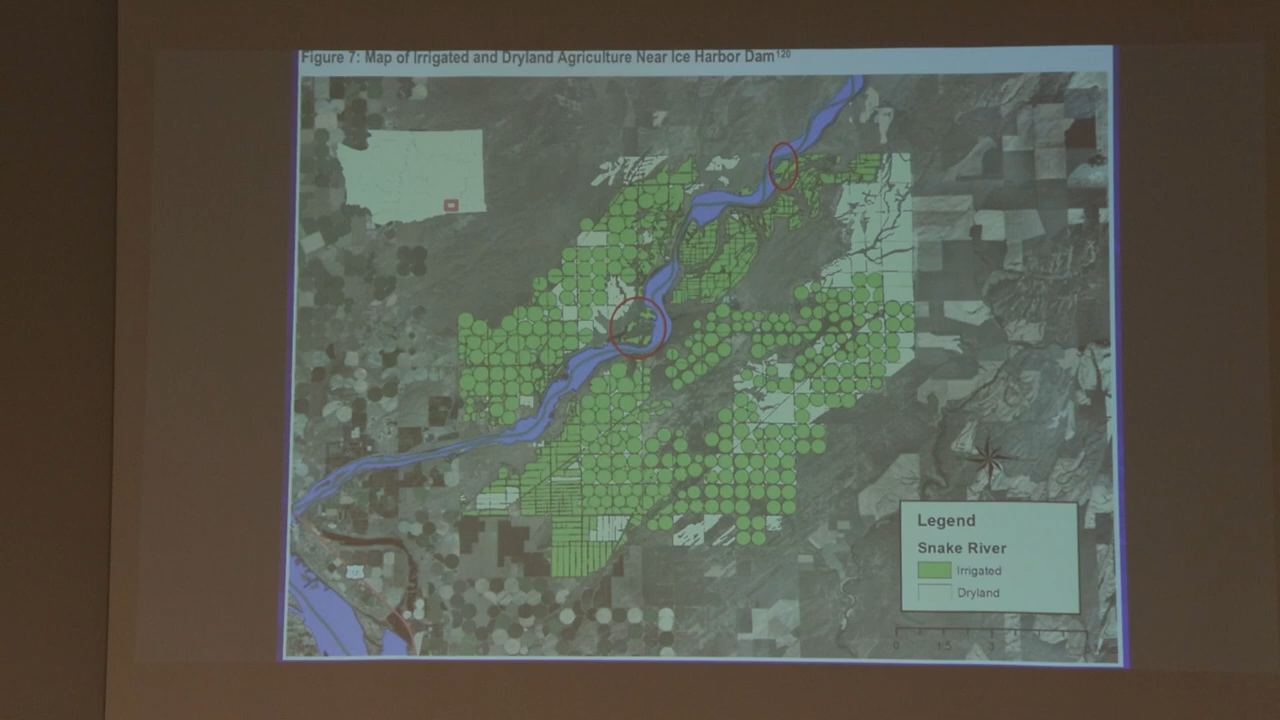 Figure 7: Map of Irrigated and Dryland Agriculture Near Ice Harbor Dam¹²⁰
Legend
Snake River
Irrigated
Dryland
0 1.5 3